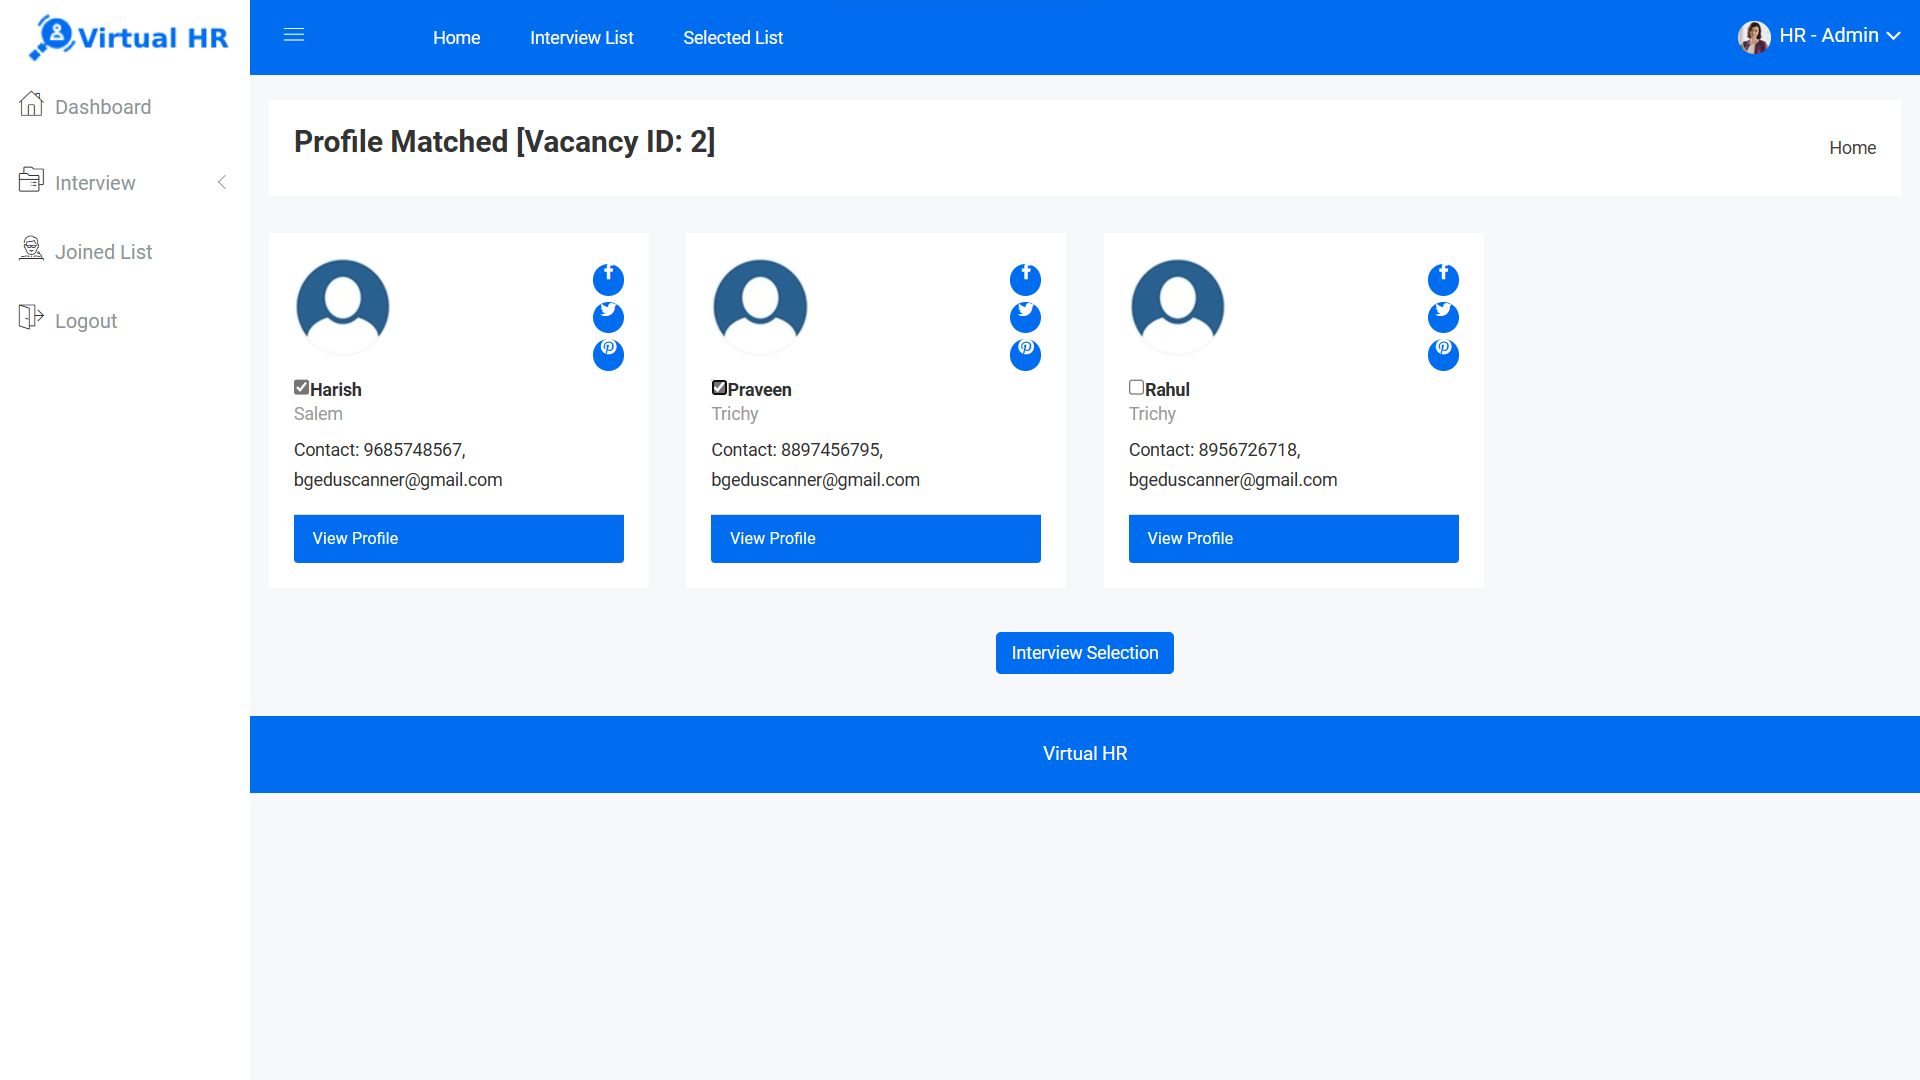 Virtual HR
Home
Interview List
Selected List
HR - Admin
Dashboard
Interview
Joined List
Logout
Profile Matched [Vacancy ID: 2]
Home
Harish
Salem
Contact: 9685748567,
bgeduscanner@gmail.com
View Profile
Praveen
Trichy
Contact: 8897456795,
bgeduscanner@gmail.com
View Profile
Rahul
Trichy
Contact: 8956726718,
bgeduscanner@gmail.com
View Profile
Interview Selection
Virtual HR